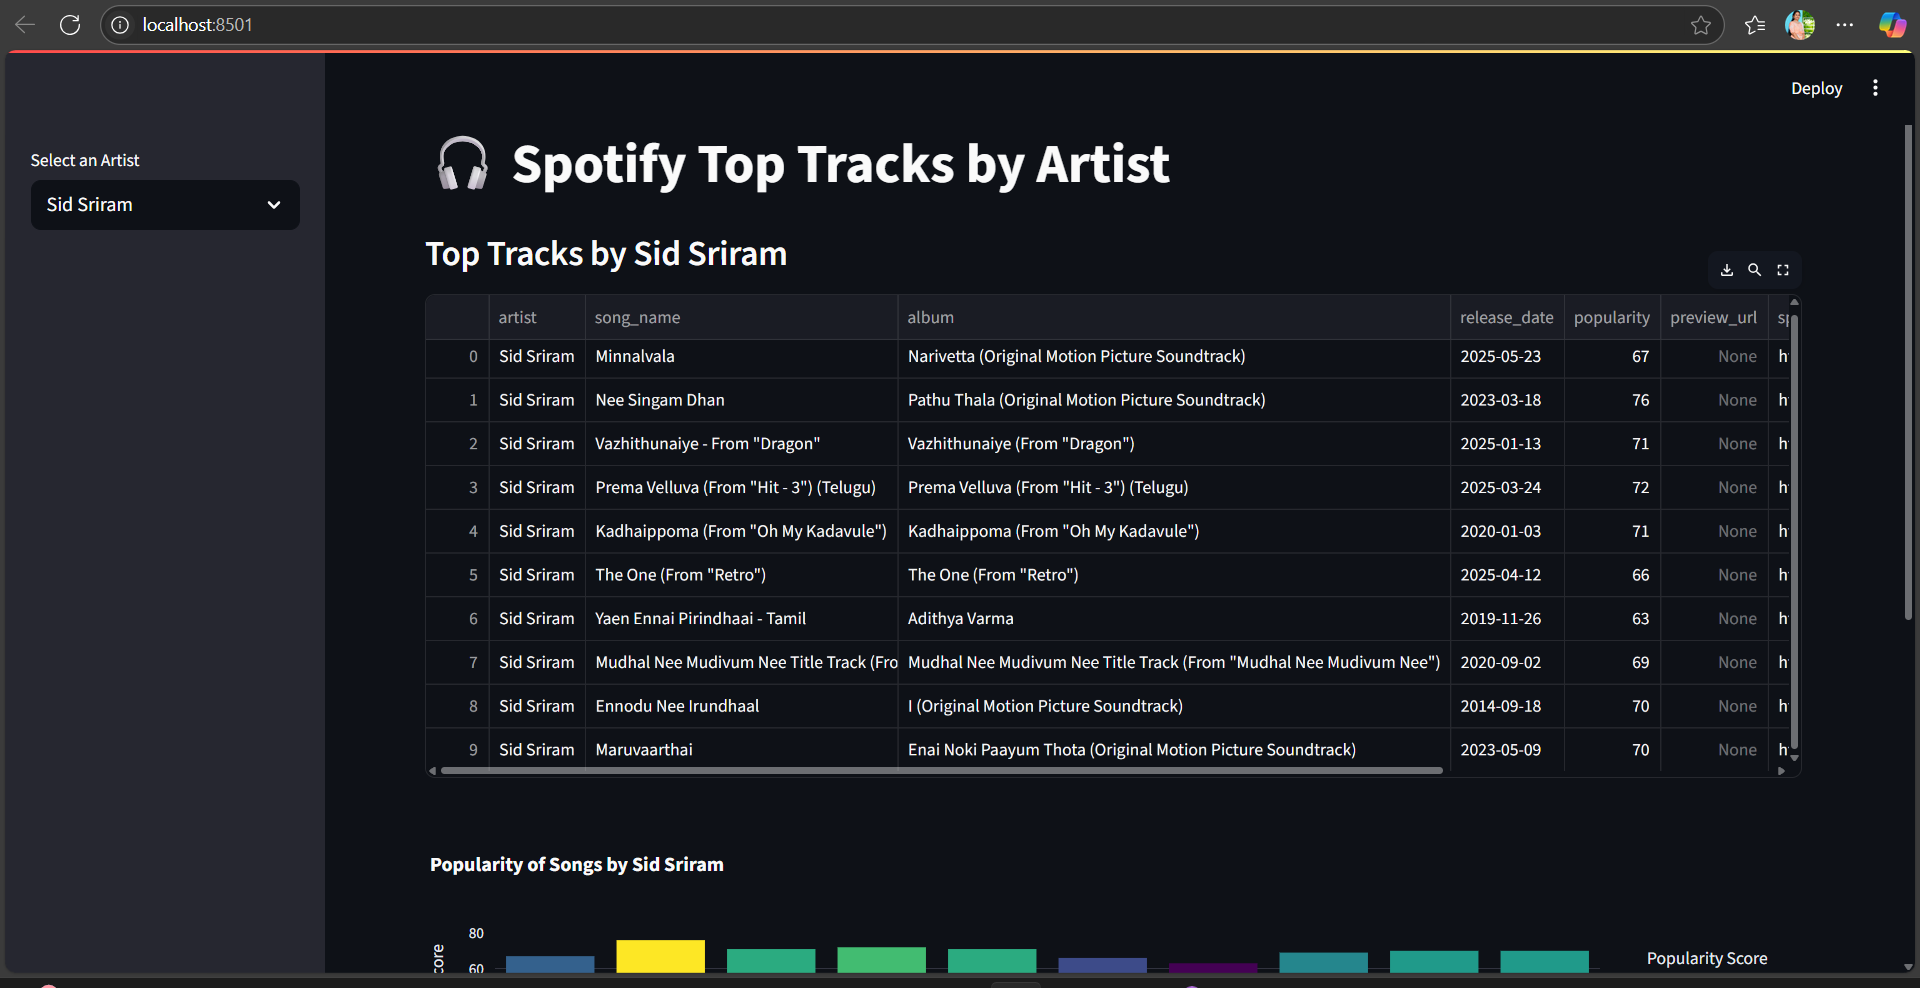 localhost:8501
Deploy
Select an Artist
Sid Sriram
Spotify Top Tracks by Artist
Top Tracks by Sid Sriram
artist song_name album release_date popularity preview_url
0 Sid Sriram Minnalvala Narivetta (Original Motion Picture Soundtrack) 2025-05-23 67 None
1 Sid Sriram Nee Singam Dhan Pathu Thala (Original Motion Picture Soundtrack) 2023-03-18 76 None
2 Sid Sriram Vazhithunaiye - From "Dragon" Vazhithunaiye (From "Dragon") 2025-01-13 71 None
3 Sid Sriram Prema Velluva (From "Hit - 3") (Telugu) Prema Velluva (From "Hit - 3") (Telugu) 2025-03-24 72 None
4 Sid Sriram Kadhaippoma (From "Oh My Kadavule") Kadhaippoma (From "Oh My Kadavule") 2020-01-03 71 None
5 Sid Sriram The One (From "Retro") The One (From "Retro") 2025-04-12 66 None
6 Sid Sriram Yaen Ennai Pirindhaai - Tamil Adithya Varma 2019-11-26 63 None
7 Sid Sriram Mudhal Nee Mudivum Nee Title Track (Fro Mudhal Nee Mudivum Nee Title Track (From "Mudhal Nee Mudivum Nee") 2020-09-02 69 None
8 Sid Sriram Ennodu Nee Irundhaal I (Original Motion Picture Soundtrack) 2014-09-18 70 None
9 Sid Sriram Maruvaarthai Enai Noki Paayum Thota (Original Motion Picture Soundtrack) 2023-05-09 70 None
Popularity of Songs by Sid Sriram
80
60
Popularity Score